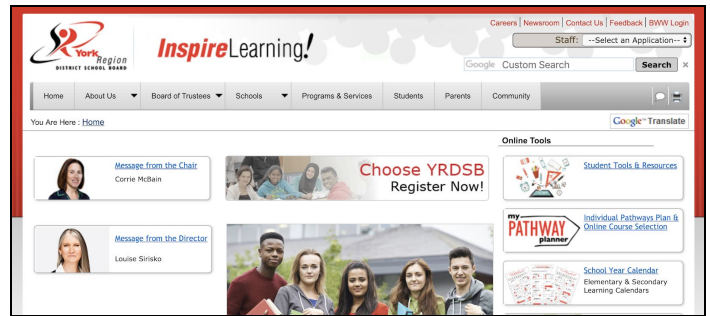 Careers | Newsroom | Contact Us | Feedback | BWW Login
York Region
DISTRICT SCHOOL BOARD
InspireLearning!
Staff: --Select an Application--
Google Custom Search
Search ×
Home About Us Board of Trustees Schools Programs & Services Students Parents Community
You Are Here : Home
Google™ Translate
Online Tools
Message from the Chair
Corrie McBain
Choose YRDSB
Register Now!
Student Tools & Resources
my
PATHWAY
planner
Individual Pathways Plan &
Online Course Selection
Message from the Director
Louise Sirisko
School Year Calendar
Elementary & Secondary
Learning Calendars